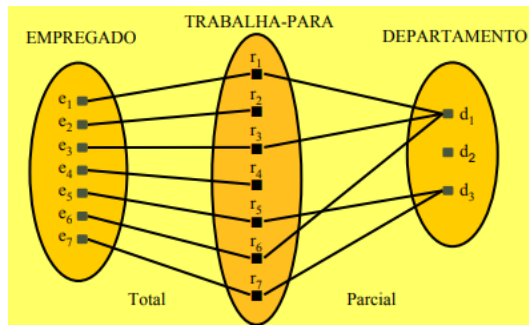 TRABALHA-PARA
EMPREGADO
DEPARTAMENTO
r1
r2
r3
r4
r5
r6
r7
e1
e2
e3
e4
e5
e6
e7
d1
d2
d3
Total
Parcial